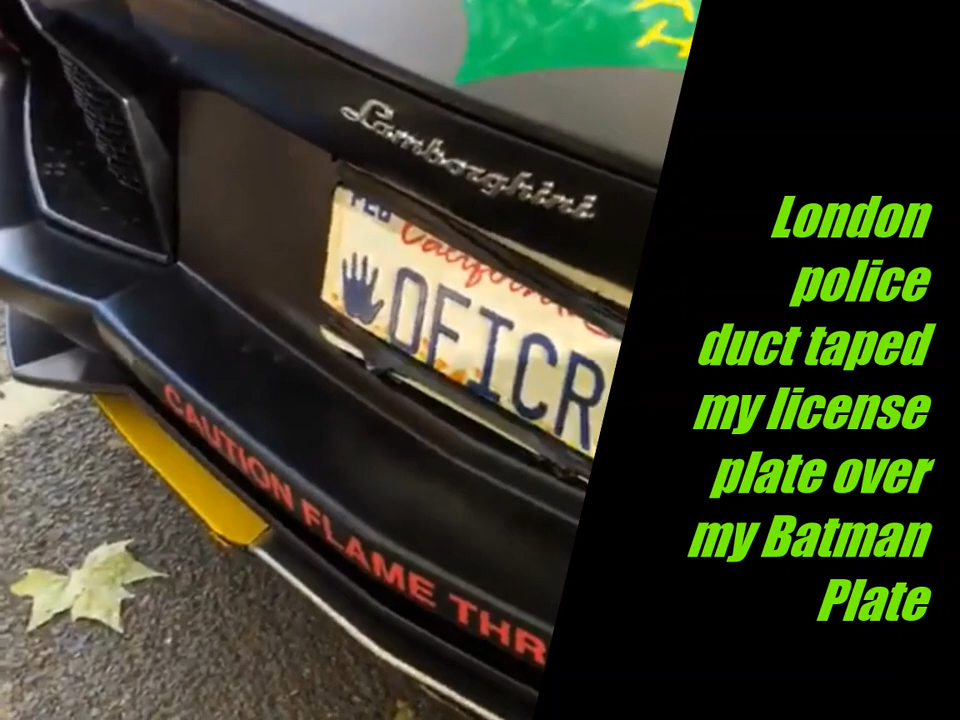 Lamborghini
California
OFICR
CAUTION FLAME THR
London
police
duct taped
my license
plate over
my Batman
Plate